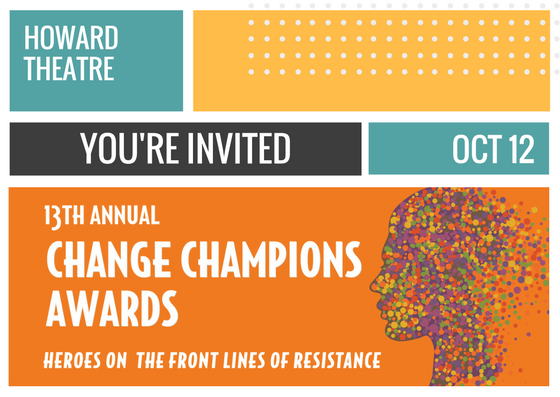 HOWARD
THEATRE
YOU'RE INVITED
OCT 12
13TH ANNUAL
CHANGE CHAMPIONS
AWARDS
HEROES ON THE FRONT LINES OF RESISTANCE